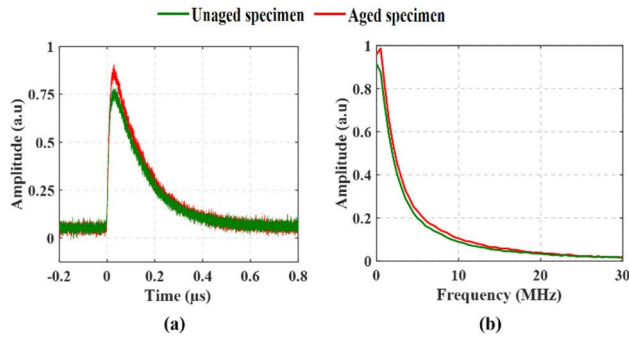 Unaged specimen Aged specimen
1
0.75
0.5
0.25
0
Amplitude (a.u)
-0.2 0 0.2 0.4 0.6 0.8
Time (μs)
(a)
1
0.8
0.6
0.4
0.2
0
Amplitude (a.u)
0 10 20 30
Frequency (MHz)
(b)